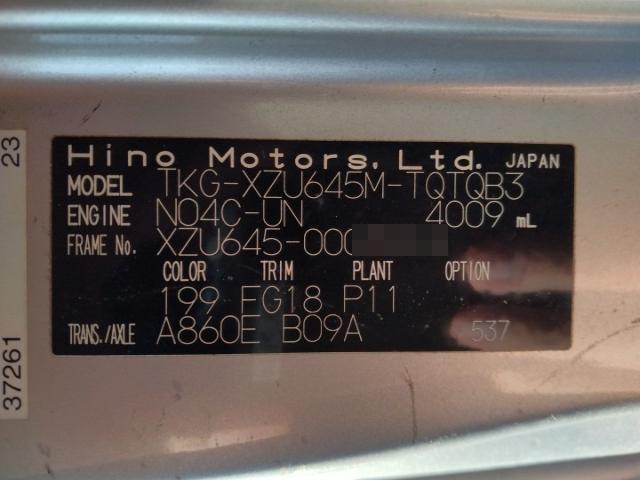 Hino Motors, Ltd. JAPAN
MODEL TKG-XZU645M-TQTQB3
ENGINE N04C-UN 4009 mL
FRAME No. XZU645-000
COLOR TRIM PLANT OPTION
199 FG18 P11
TRANS./AXLE A860E B09A 537
37261 23